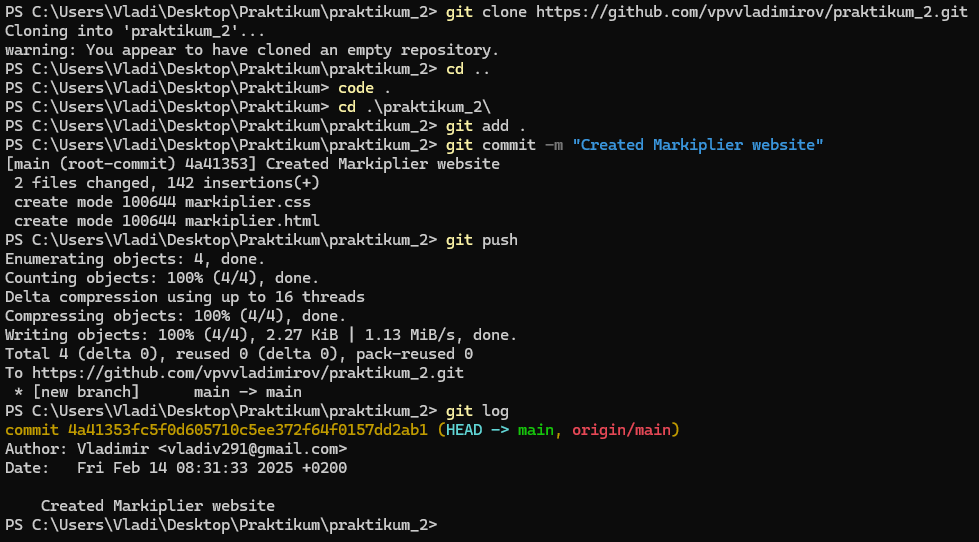 PS C:\Users\Vladi\Desktop\Praktikum\praktikum_2> git clone https://github.com/vpvvladimirov/praktikum_2.git
Cloning into 'praktikum_2'...
warning: You appear to have cloned an empty repository.
PS C:\Users\Vladi\Desktop\Praktikum\praktikum_2> cd ..
PS C:\Users\Vladi\Desktop\Praktikum> code .
PS C:\Users\Vladi\Desktop\Praktikum> cd .\praktikum_2\
PS C:\Users\Vladi\Desktop\Praktikum\praktikum_2> git add .
PS C:\Users\Vladi\Desktop\Praktikum\praktikum_2> git commit -m "Created Markiplier website"
[main (root-commit) 4a41353] Created Markiplier website
 2 files changed, 142 insertions(+)
 create mode 100644 markiplier.css
 create mode 100644 markiplier.html
PS C:\Users\Vladi\Desktop\Praktikum\praktikum_2> git push
Enumerating objects: 4, done.
Counting objects: 100% (4/4), done.
Delta compression using up to 16 threads
Compressing objects: 100% (4/4), done.
Writing objects: 100% (4/4), 2.27 KiB | 1.13 MiB/s, done.
Total 4 (delta 0), reused 0 (delta 0), pack-reused 0
To https://github.com/vpvvladimirov/praktikum_2.git
 * [new branch]      main -> main
PS C:\Users\Vladi\Desktop\Praktikum\praktikum_2> git log
commit 4a41353fc5f0d605710c5ee372f64f0157dd2ab1 (HEAD -> main, origin/main)
Author: Vladimir <vladiv291@gmail.com>
Date:   Fri Feb 14 08:31:33 2025 +0200

    Created Markiplier website
PS C:\Users\Vladi\Desktop\Praktikum\praktikum_2>